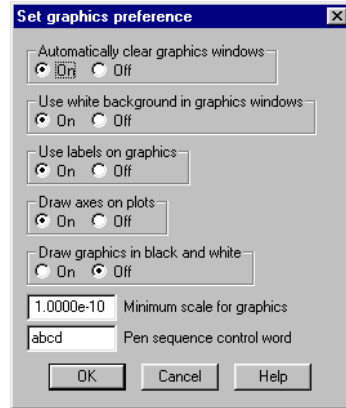 Set graphics preference
Automatically clear graphics windows
On Off
Use white background in graphics windows
On Off
Use labels on graphics
On Off
Draw axes on plots
On Off
Draw graphics in black and white
On Off
1.0000e-10 Minimum scale for graphics
abcd Pen sequence control word
OK Cancel Help